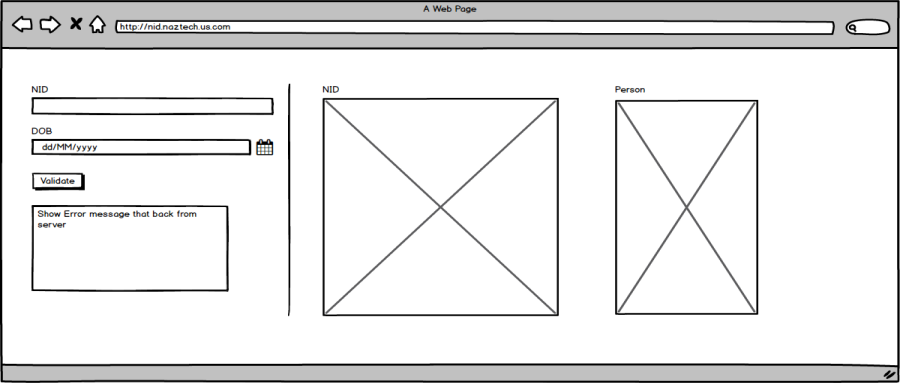 A Web Page
http://nid.naztech.us.com
NID
DOB
dd/MM/yyyy
Validate
Show Error message that back from
server
NID
Person